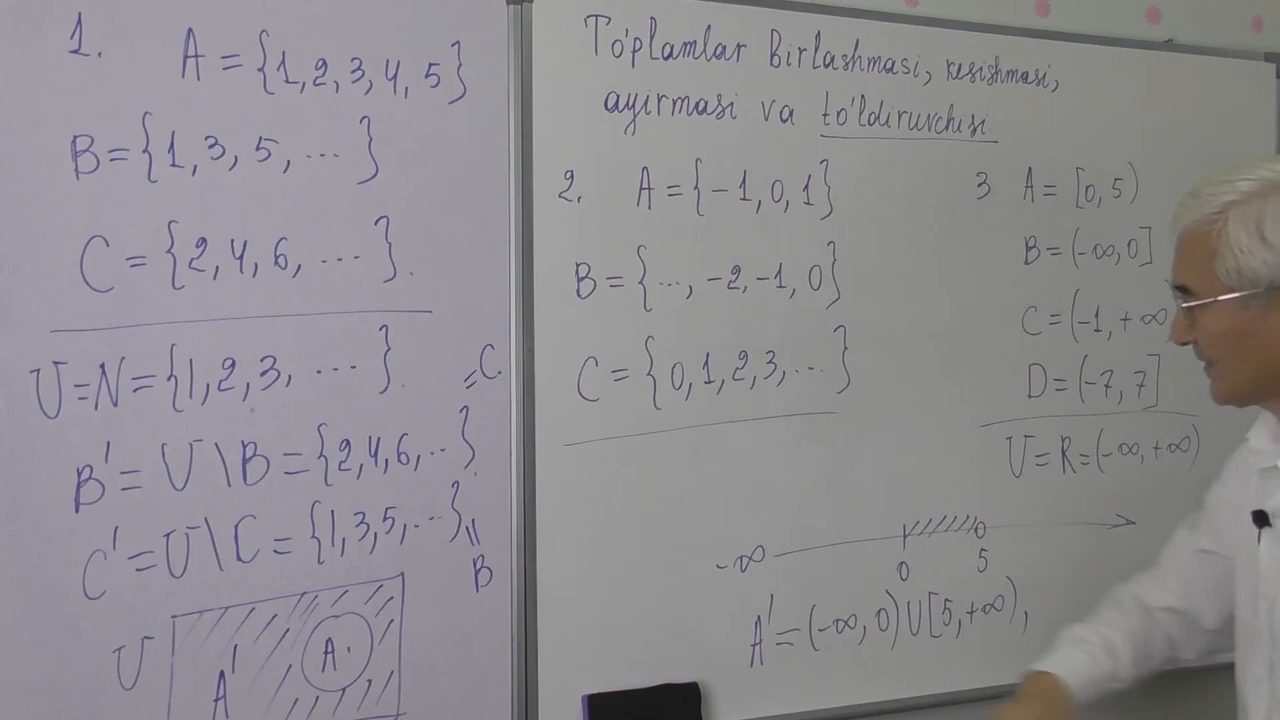 1. A = {1, 2, 3, 4, 5}
B = {1, 3, 5, ... }
C = {2, 4, 6, ... }.
U = N = {1, 2, 3, ... }.
B' = U \ B = {2, 4, 6, ..} = C.
C' = U \ C = {1, 3, 5, ... } = B
U
A'
A.
To'plamlar Birlashmasi, kesishmasi,
ayirmasi va to'ldiruvchisi
2. A = {-1, 0, 1}
B = {..., -2, -1, 0}
C = {0, 1, 2, 3, ... }
3 A = [0, 5)
B = (-∞, 0]
C = (-1, +∞
D = (-7, 7]
U = R = (-∞, +∞)
-∞
0
5
A' = (-∞, 0) U [5, +∞),